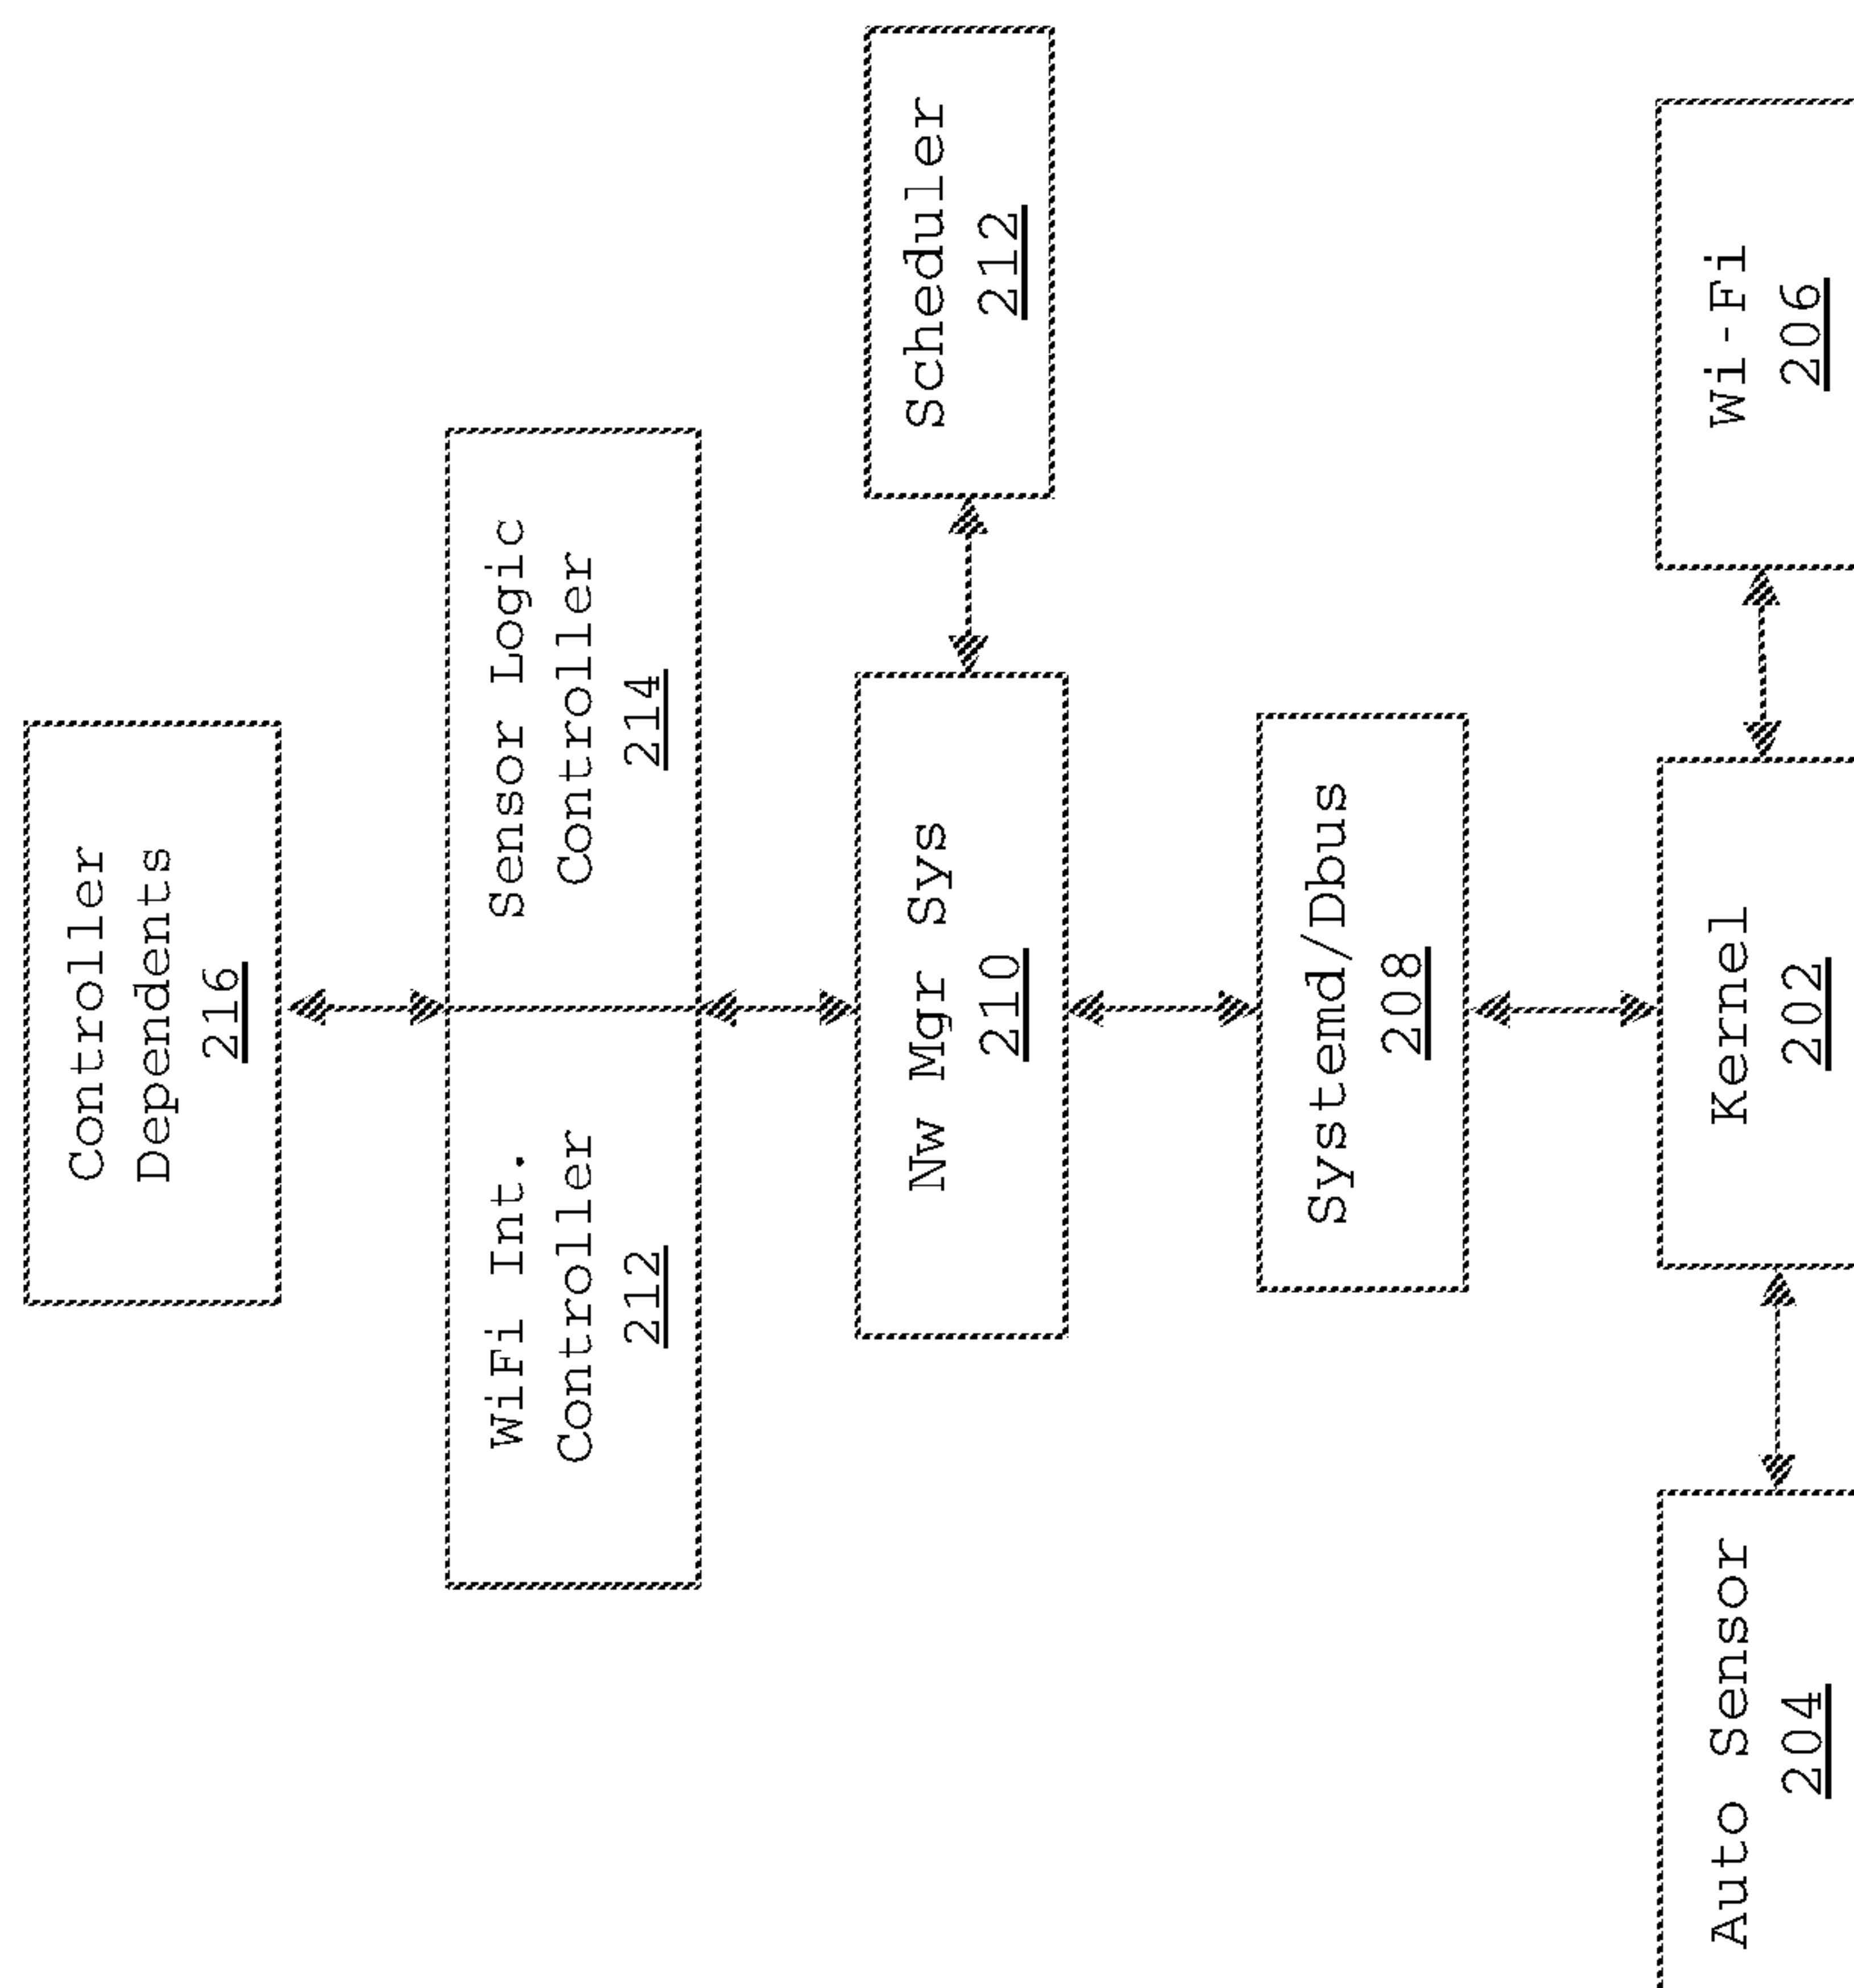 Controller
Dependents
216
WiFi Int.
Controller
212
Sensor Logic
Controller
214
Nw Mgr Sys
210
Scheduler
212
Systemd/Dbus
208
Auto Sensor
204
Kernel
202
Wi-Fi
206